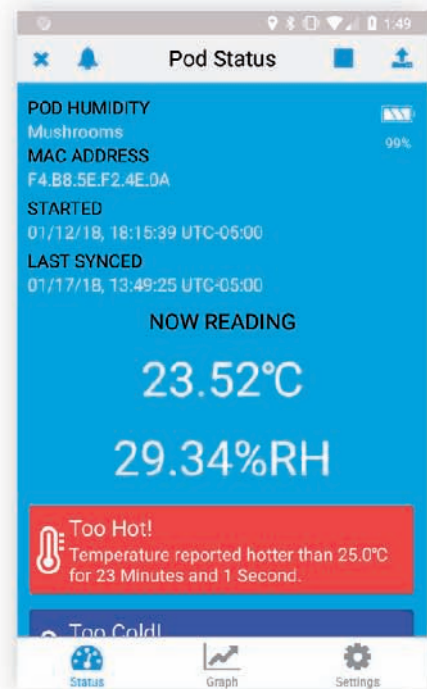 1:49
Pod Status
POD HUMIDITY
Mushrooms
99%
MAC ADDRESS
F4.B8.5E.F2.4E.0A
STARTED
01/12/18, 18:15:39 UTC-05:00
LAST SYNCED
01/17/18, 13:49:25 UTC-05:00
NOW READING
23.52°C
29.34%RH
Too Hot!
Temperature reported hotter than 25.0°C
for 23 Minutes and 1 Second.
Too Cold!
Status
Graph
Settings